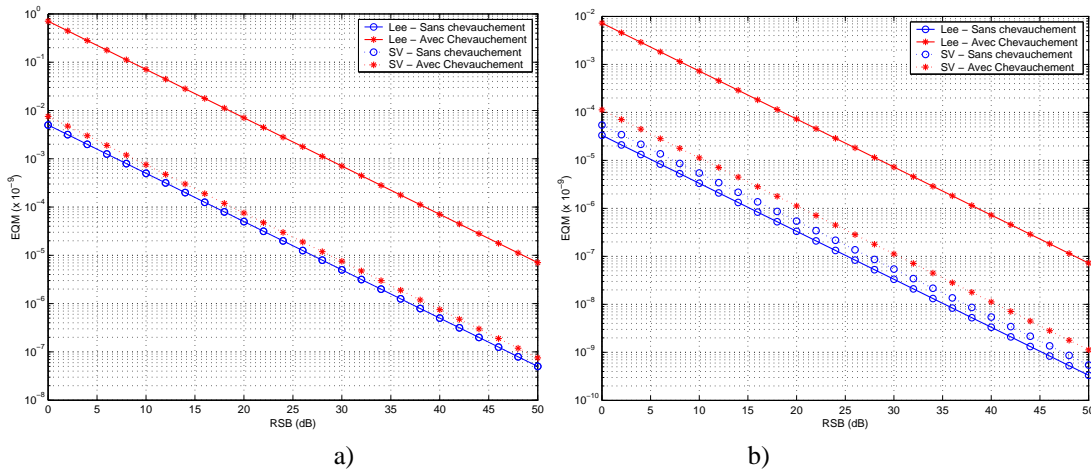 10^0
10^-1
10^-2
10^-3
10^-4
10^-5
10^-6
10^-7
10^-8
EQM (x 10^-9)
Lee − Sans chevauchement
Lee − Avec Chevauchement
SV − Sans chevauchement
SV − Avec Chevauchement
0 5 10 15 20 25 30 35 40 45 50
RSB (dB)
a)
10^-2
10^-3
10^-4
10^-5
10^-6
10^-7
10^-8
10^-9
10^-10
EQM (x 10^-9)
Lee − Sans chevauchement
Lee − Avec Chevauchement
SV − Sans chevauchement
SV − Avec Chevauchement
0 5 10 15 20 25 30 35 40 45 50
RSB (dB)
b)